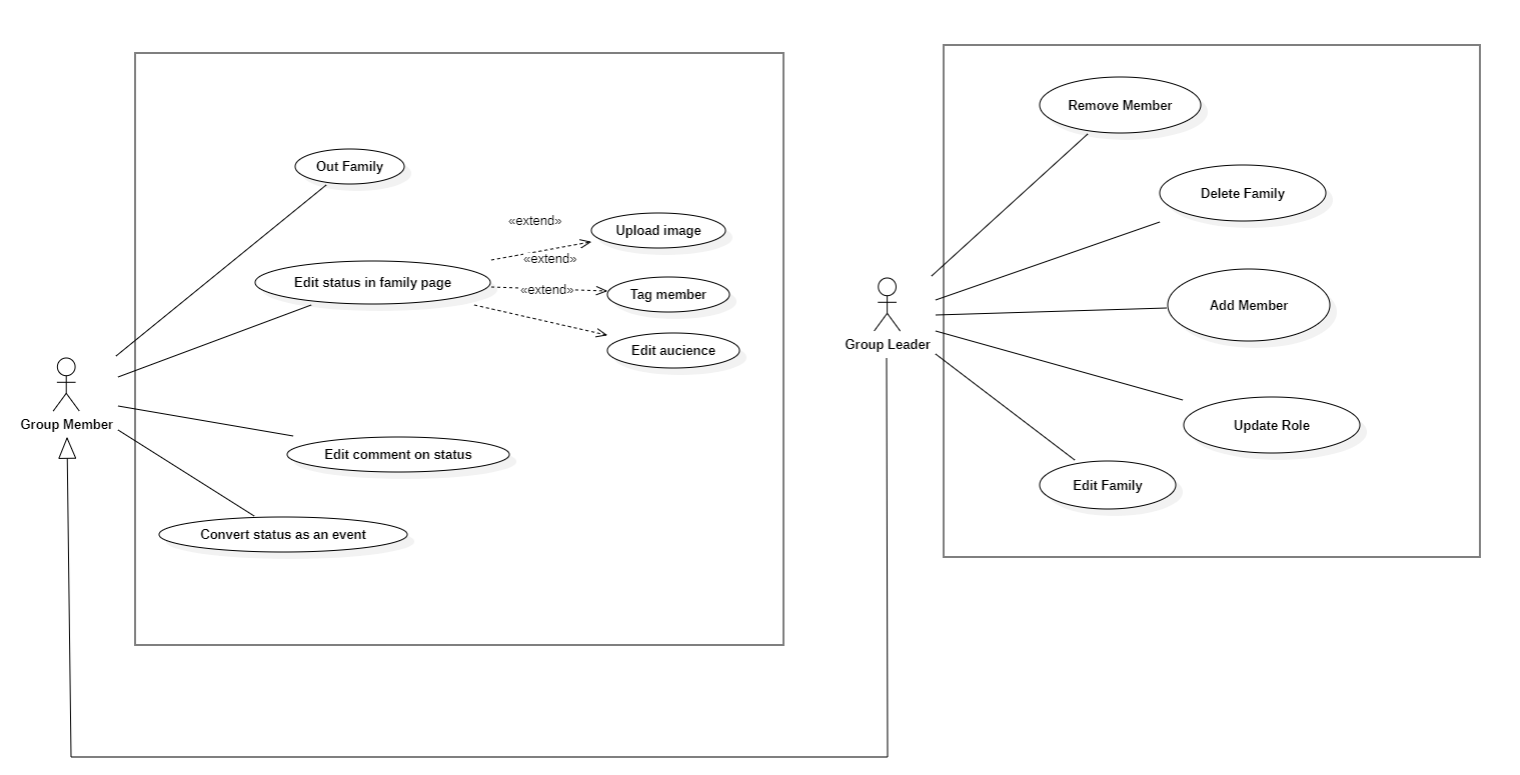 Out Family
«extend»
Upload image
«extend»
Edit status in family page
«extend»
Tag member
Edit aucience
Group Member
Edit comment on status
Convert status as an event
Remove Member
Delete Family
Add Member
Group Leader
Update Role
Edit Family